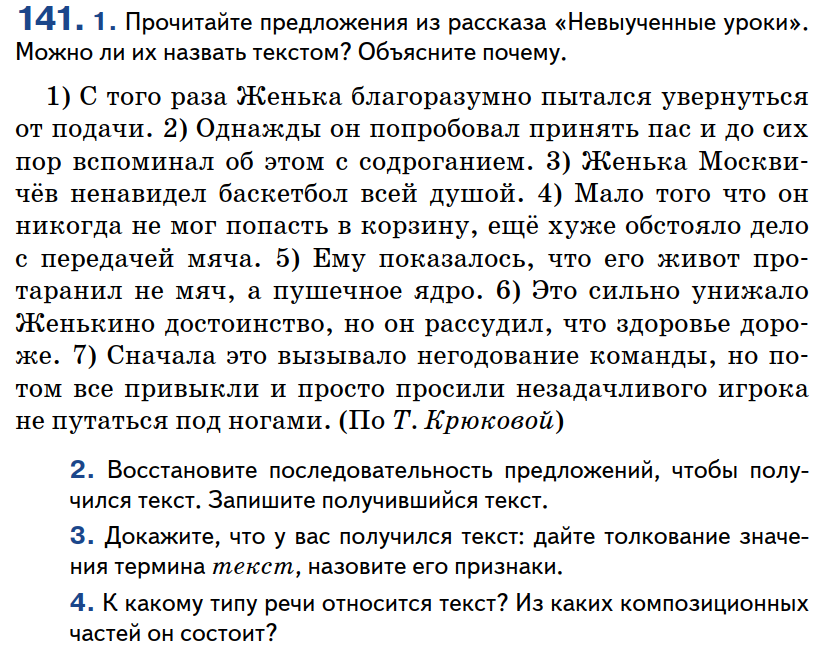 141. 1. Прочитайте предложения из рассказа «Невыученные уроки».
Можно ли их назвать текстом? Объясните почему.
1) С того раза Женька благоразумно пытался увернуться
от подачи. 2) Однажды он попробовал принять пас и до сих
пор вспоминал об этом с содроганием. 3) Женька Москви-
чёв ненавидел баскетбол всей душой. 4) Мало того что он
никогда не мог попасть в корзину, ещё хуже обстояло дело
с передачей мяча. 5) Ему показалось, что его живот про-
таранил не мяч, а пушечное ядро. 6) Это сильно унижало
Женькино достоинство, но он рассудил, что здоровье доро-
же. 7) Сначала это вызывало негодование команды, но по-
том все привыкли и просто просили незадачливого игрока
не путаться под ногами. (По Т. Крюковой)
2. Восстановите последовательность предложений, чтобы полу-
чился текст. Запишите получившийся текст.
3. Докажите, что у вас получился текст: дайте толкование значе-
ния термина текст, назовите его признаки.
4. К какому типу речи относится текст? Из каких композиционных
частей он состоит?